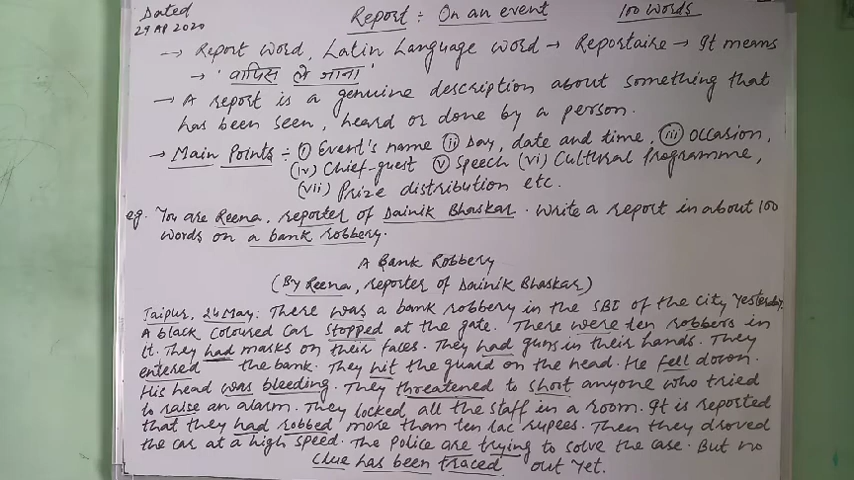 Dated
29 AP 2020
Report :- On an event 100 words
→ Report word, Latin Language word → Reportaire → It means
→ 'वापिस ले जाना'
→ A report is a genuine description about something that
has been seen, heard or done by a person.
→ Main Points :- (i) Event's name (ii) Day, date and time, (iii) Occasion,
(iv) Chief-guest (v) Speech (vi) Cultural Programme,
(vii) Prize distribution etc.
eg. You are Reena, reporter of Dainik Bhaskar. Write a report in about 100
words on a bank robbery.
A Bank Robbery
(By Reena, reporter of Dainik Bhaskar)
Jaipur, 24 May: There was a bank robbery in the SBI of the city yesterday.
A black coloured car stopped at the gate. There were ten robbers in
it. They had masks on their faces. They had guns in their hands. They
entered the bank. They hit the guard on the head. He fell down.
His head was bleeding. They threatened to shoot anyone who tried
to raise an alarm. They locked all the staff in a room. It is reported
that they had robbed more than ten lac rupees. Then they droved
the car at a high speed. The police are trying to solve the case. But no
clue has been traced out yet.